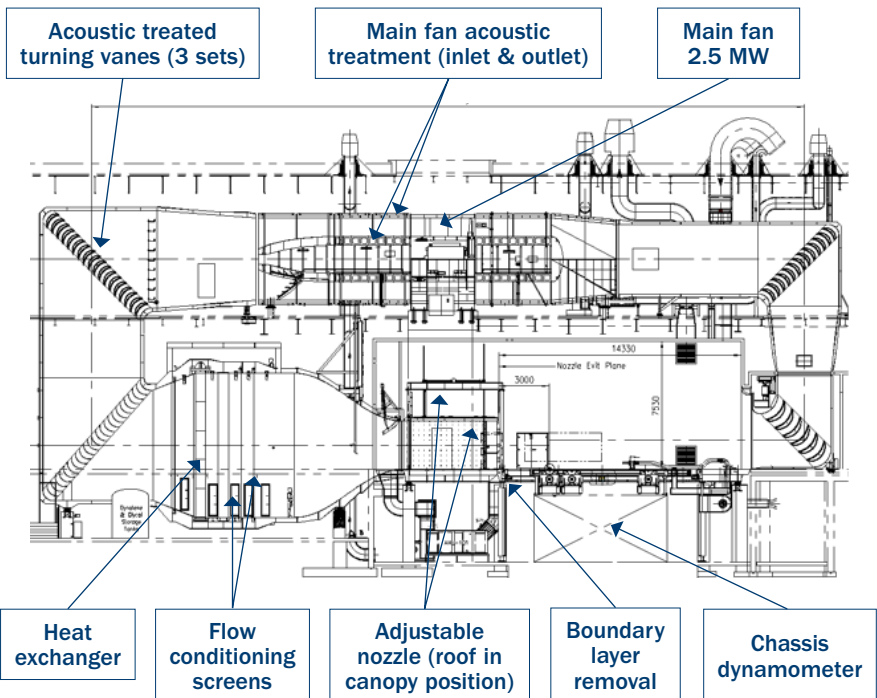 Acoustic treated
turning vanes (3 sets)
Main fan acoustic
treatment (inlet & outlet)
Main fan
2.5 MW
14330
Nozzle Exit Plane
3000
7530
Storage
Heat
exchanger
Flow
conditioning
screens
Adjustable
nozzle (roof in
canopy position)
Boundary
layer
removal
Chassis
dynamometer